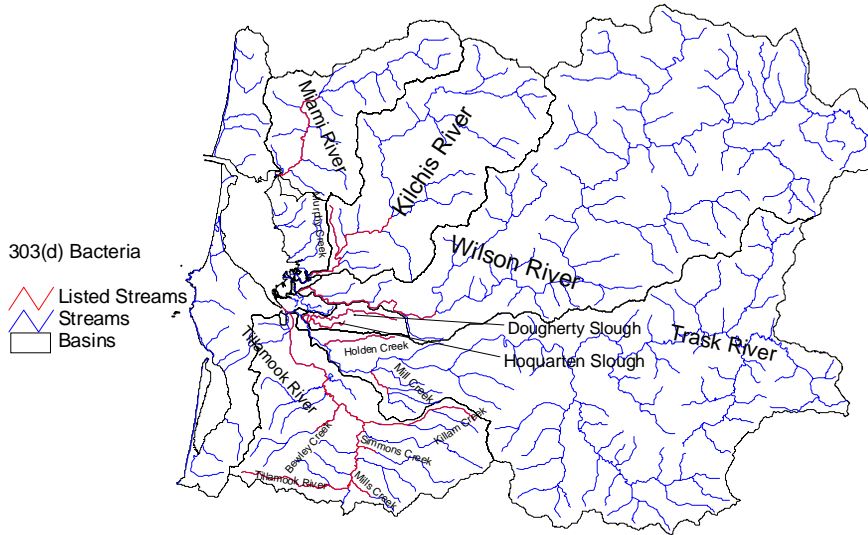 303(d) Bacteria
Listed Streams
Streams
Basins
Miami River
Kilchis River
Murphy Creek
Wilson River
Dougherty Slough
Trask River
Hoquarten Slough
Holden Creek
Tillamook River
Mill Creek
Killam Creek
Bewley Creek
Simmons Creek
Tillamook River
Mills Creek